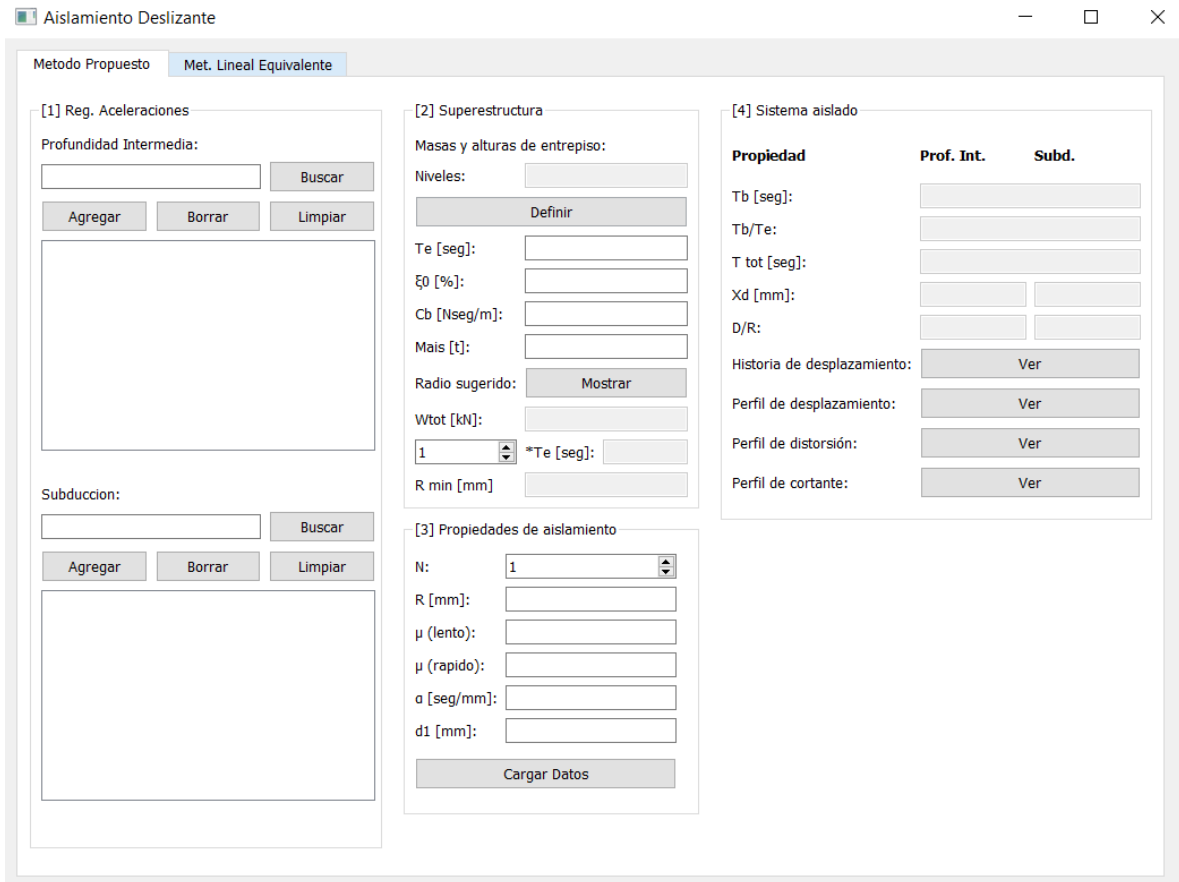 Aislamiento Deslizante
Metodo Propuesto
Met. Lineal Equivalente
[1] Reg. Aceleraciones
Profundidad Intermedia:
Buscar
Agregar
Borrar
Limpiar
Subduccion:
Buscar
Agregar
Borrar
Limpiar
[2] Superestructura
Masas y alturas de entrepiso:
Niveles:
Definir
Te [seg]:
ξ0 [%]:
Cb [Nseg/m]:
Mais [t]:
Radio sugerido:
Mostrar
Wtot [kN]:
1
*Te [seg]:
R min [mm]
[3] Propiedades de aislamiento
N:
1
R [mm]:
μ (lento):
μ (rapido):
α [seg/mm]:
d1 [mm]:
Cargar Datos
[4] Sistema aislado
Propiedad
Prof. Int.
Subd.
Tb [seg]:
Tb/Te:
T tot [seg]:
Xd [mm]:
D/R:
Historia de desplazamiento:
Ver
Perfil de desplazamiento:
Ver
Perfil de distorsión:
Ver
Perfil de cortante:
Ver